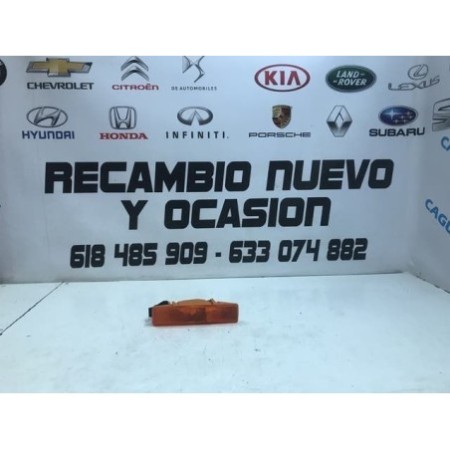 CHEVROLET
CITROËN
DS AUTOMOBILES
KIA
LAND-
ROVER
LEXUS
HYUNDAI
HONDA
INFINITI
PORSCHE
RENAULT
SUBARU
RECAMBIO NUEVO
Y OCASION
618 485 909 - 633 074 882